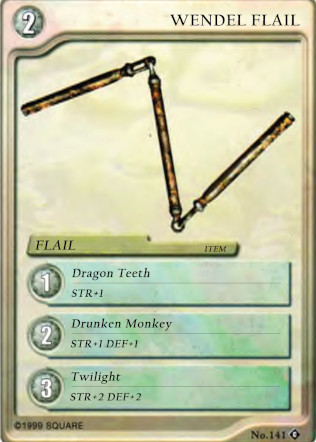 2
WENDEL FLAIL
FLAIL ITEM
1 Dragon Teeth
STR+1
2 Drunken Monkey
STR+1 DEF+1
3 Twilight
STR+2 DEF+2
©1999 SQUARE
No.141 C